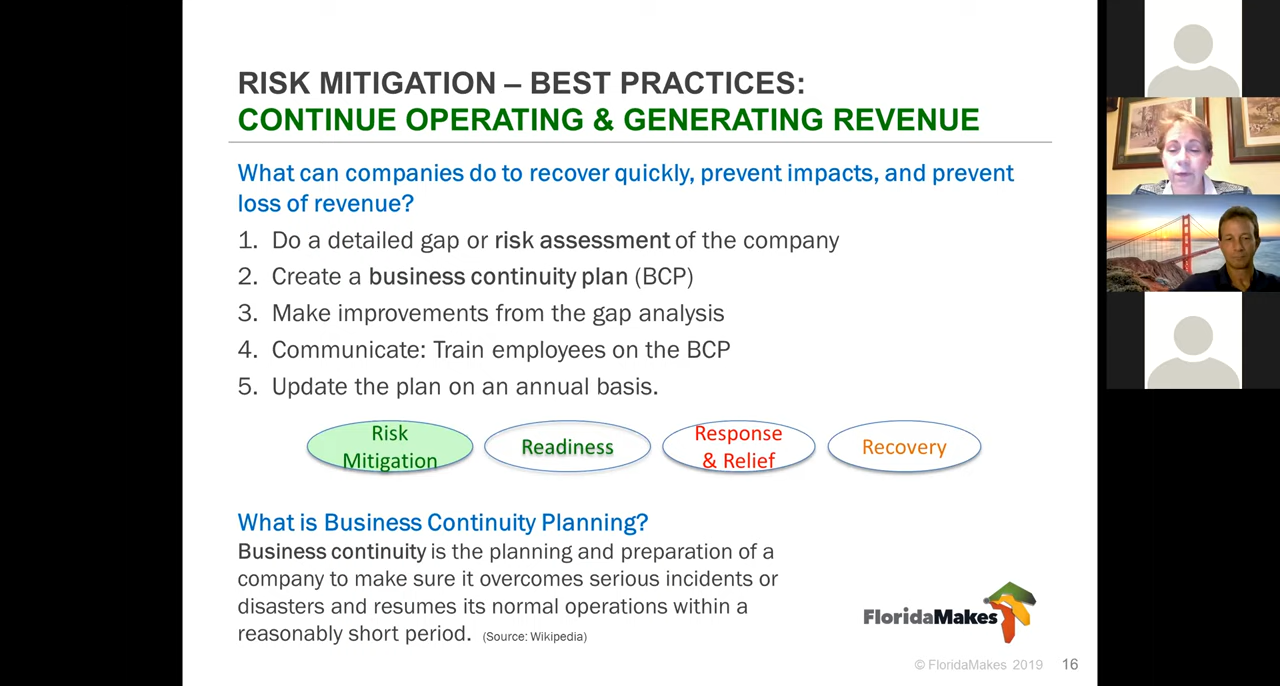 RISK MITIGATION – BEST PRACTICES:
CONTINUE OPERATING & GENERATING REVENUE
What can companies do to recover quickly, prevent impacts, and prevent
loss of revenue?
1. Do a detailed gap or risk assessment of the company
2. Create a business continuity plan (BCP)
3. Make improvements from the gap analysis
4. Communicate: Train employees on the BCP
5. Update the plan on an annual basis.
Risk
Mitigation
Readiness
Response
& Relief
Recovery
What is Business Continuity Planning?
Business continuity is the planning and preparation of a
company to make sure it overcomes serious incidents or
disasters and resumes its normal operations within a
reasonably short period. (Source: Wikipedia)
FloridaMakes
© FloridaMakes 2019 16